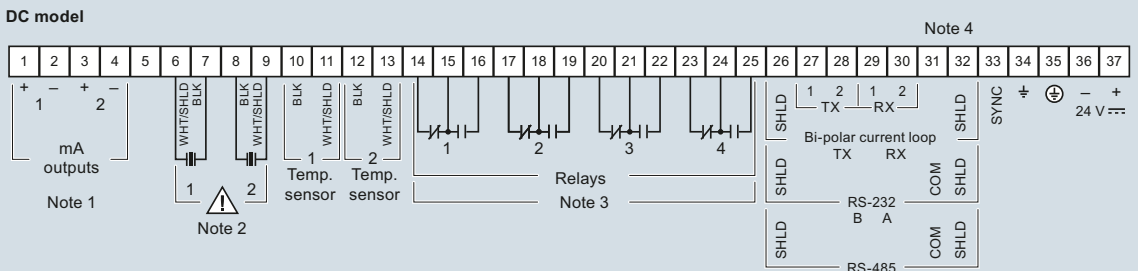 DC model
Note 4
1 2 3 4 5 6 7 8 9 10 11 12 13 14 15 16 17 18 19 20 21 22 23 24 25 26 27 28 29 30 31 32 33 34 35 36 37
+ – + –
1 2
mA
outputs
Note 1
WHT/SHLD
BLK
BLK
WHT/SHLD
1 2
Note 2
BLK
WHT/SHLD
1
Temp.
sensor
BLK
WHT/SHLD
2
Temp.
sensor
1 2 3 4
Relays
Note 3
SHLD
1 2 1 2
TX RX
SHLD
Bi-polar current loop
SHLD
TX RX
COM
SHLD
RS-232
SHLD
B A
COM
SHLD
RS-485
SYNC
– +
24 V